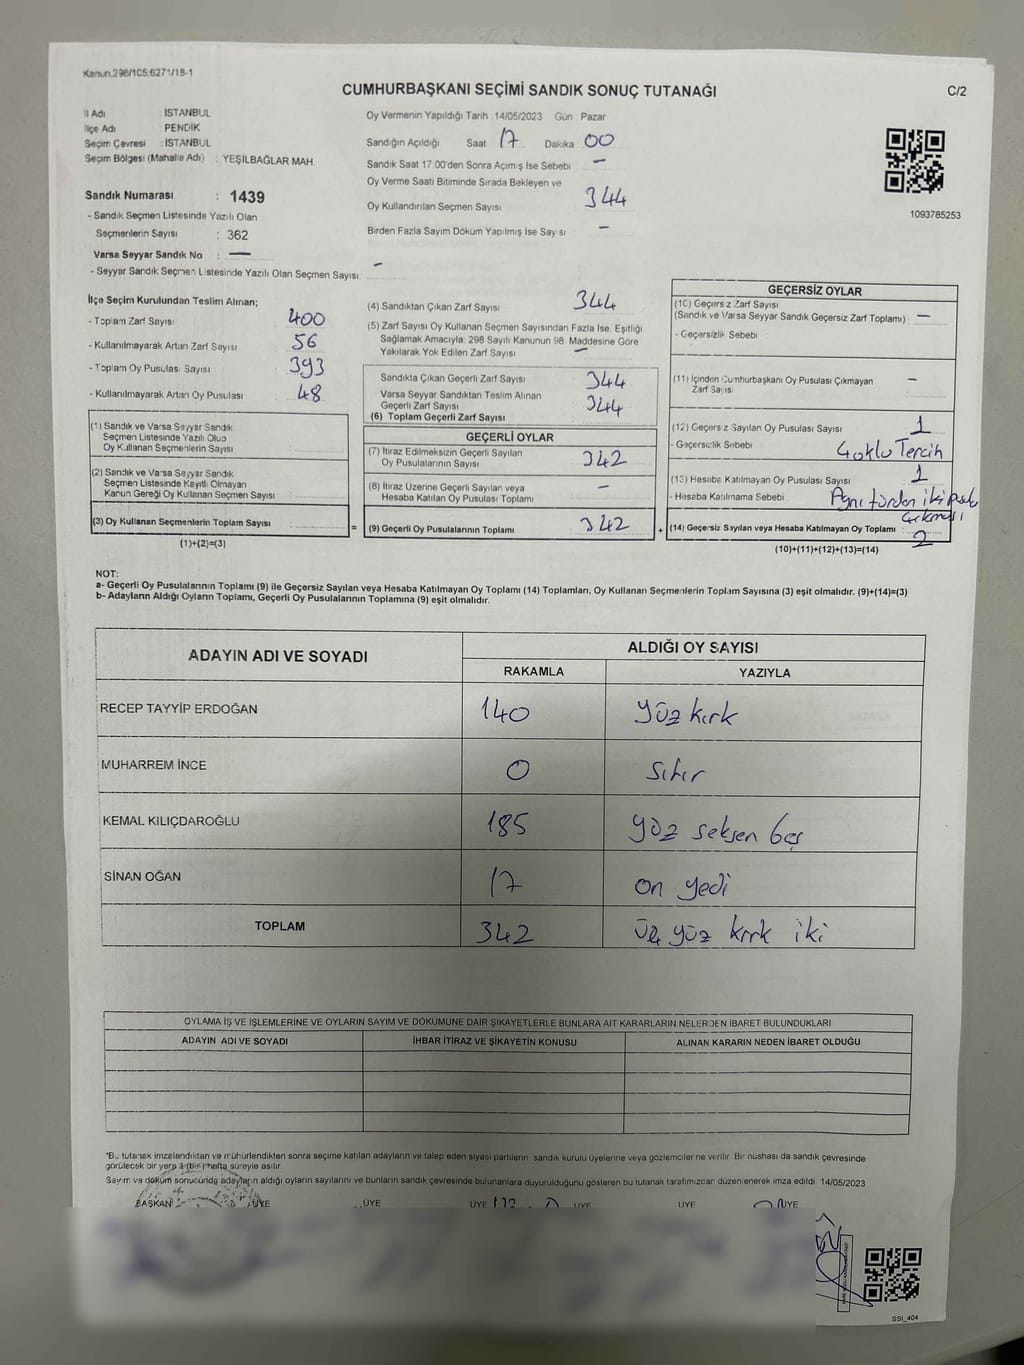 Kanun,298/105;6271/18-1
CUMHURBAŞKANI SEÇİMİ SANDIK SONUÇ TUTANAĞI
C/2
İl Adı : İSTANBUL
İlçe Adı : PENDİK
Seçim Çevresi : İSTANBUL
Seçim Bölgesi (Mahalle Adı) : YEŞİLBAĞLAR MAH.
Sandık Numarası : 1439
- Sandık Seçmen Listesinde Yazılı Olan
Seçmenlerin Sayısı : 362
Varsa Seyyar Sandık No : —
- Seyyar Sandık Seçmen Listesinde Yazılı Olan Seçmen Sayısı: -
Oy Vermenin Yapıldığı Tarih 14/05/2023 Gün : Pazar
Sandığın Açıldığı Saat 17 Dakika 00
Sandık Saat 17:00'den Sonra Açımış İse Sebebi —
Oy Verme Saati Bitiminde Sırada Bekleyen ve
Oy Kullandırılan Seçmen Sayısı 344
Birden Fazla Sayım Döküm Yapılmış İse Sayısı —
1093785253
İlçe Seçim Kurulundan Teslim Alınan;
- Toplam Zarf Sayısı 400
- Kullanılmayarak Artan Zarf Sayısı 56
- Toplam Oy Pusulası Sayısı 393
- Kullanılmayarak Artan Oy Pusulası 48
(1) Sandık ve Varsa Seyyar Sandık
Seçmen Listesinde Yazılı Olup
Oy Kullanan Seçmenlerin Sayısı
(2) Sandık ve Varsa Seyyar Sandık
Seçmen Listesinde Kayıtlı Olmayan
Kanun Gereği Oy Kullanan Seçmen Sayısı
(3) Oy Kullanan Seçmenlerin Toplam Sayısı
(1)+(2)=(3)
=
(4) Sandıktan Çıkan Zarf Sayısı 344
(5) Zarf Sayısı Oy Kullanan Seçmen Sayısından Fazla İse, Eşitliği
Sağlamak Amacıyla; 298 Sayılı Kanunun 98. Maddesine Göre
Yakılarak Yok Edilen Zarf Sayısı —
Sandıkta Çıkan Geçerli Zarf Sayısı 344
Varsa Seyyar Sandıktan Teslim Alınan
Geçerli Zarf Sayısı 344
(6) Toplam Geçerli Zarf Sayısı
GEÇERLİ OYLAR
(7) İtiraz Edilmeksizin Geçerli Sayılan
Oy Pusulalarının Sayısı 342
(8) İtiraz Üzerine Geçerli Sayılan veya
Hesaba Katılan Oy Pusulası Toplamı —
(9) Geçerli Oy Pusulalarının Toplamı 342
+
GEÇERSİZ OYLAR
(10) Geçersiz Zarf Sayısı
(Sandık ve Varsa Seyyar Sandık Geçersiz Zarf Toplamı) : —
- Geçersizlik Sebebi
(11) İçinden Cumhurbaşkanı Oy Pusulası Çıkmayan
Zarf Sayısı —
(12) Geçersiz Sayılan Oy Pusulası Sayısı 1
- Geçersizlik Sebebi Çoklu Tercih
(13) Hesaba Katılmayan Oy Pusulası Sayısı 1
- Hesaba Katılmama Sebebi Aynı türden iki pusula
çıkması
(14) Geçersiz Sayılan veya Hesaba Katılmayan Oy Toplamı 2
(10)+(11)+(12)+(13)=(14)
NOT:
a- Geçerli Oy Pusulalarının Toplamı (9) ile Geçersiz Sayılan veya Hesaba Katılmayan Oy Toplamı (14) Toplamları, Oy Kullanan Seçmenlerin Toplam Sayısına (3) eşit olmalıdır. (9)+(14)=(3)
b- Adayların Aldığı Oyların Toplamı, Geçerli Oy Pusulalarının Toplamına (9) eşit olmalıdır.
ADAYIN ADI VE SOYADI
ALDIĞI OY SAYISI
RAKAMLA YAZIYLA
RECEP TAYYİP ERDOĞAN 140 yüz kırk
MUHARREM İNCE 0 sıfır
KEMAL KILIÇDAROĞLU 185 yüz seksen beş
SİNAN OĞAN 17 on yedi
TOPLAM 342 üç yüz kırk iki
OYLAMA İŞ VE İŞLEMLERİNE VE OYLARIN SAYIM VE DÖKÜMÜNE DAİR ŞİKAYETLERLE BUNLARA AİT KARARLARIN NELERDEN İBARET BULUNDUKLARI
ADAYIN ADI VE SOYADI İHBAR İTİRAZ VE ŞİKAYETİN KONUSU ALINAN KARARIN NEDEN İBARET OLDUĞU
"Bu tutanak imzalandıktan ve mühürlendikten sonra seçime katılan adayların ve talep eden siyasi partilerin sandık kurulu üyelerine veya gözlemcilerine verilir. Bir nüshası da sandık çevresinde
görülecek bir yere 1 (bir) hafta süreyle asılır.
Sayım ve döküm sonucunda adayların aldığı oyların sayılarını ve bunların sandık çevresinde bulunanlara duyurulduğunu gösteren bu tutanak tarafımızdan düzenlenerek imza edildi. 14/05/2023
BAŞKAN ÜYE ÜYE ÜYE ÜYE ÜYE ÜYE
SSI_404